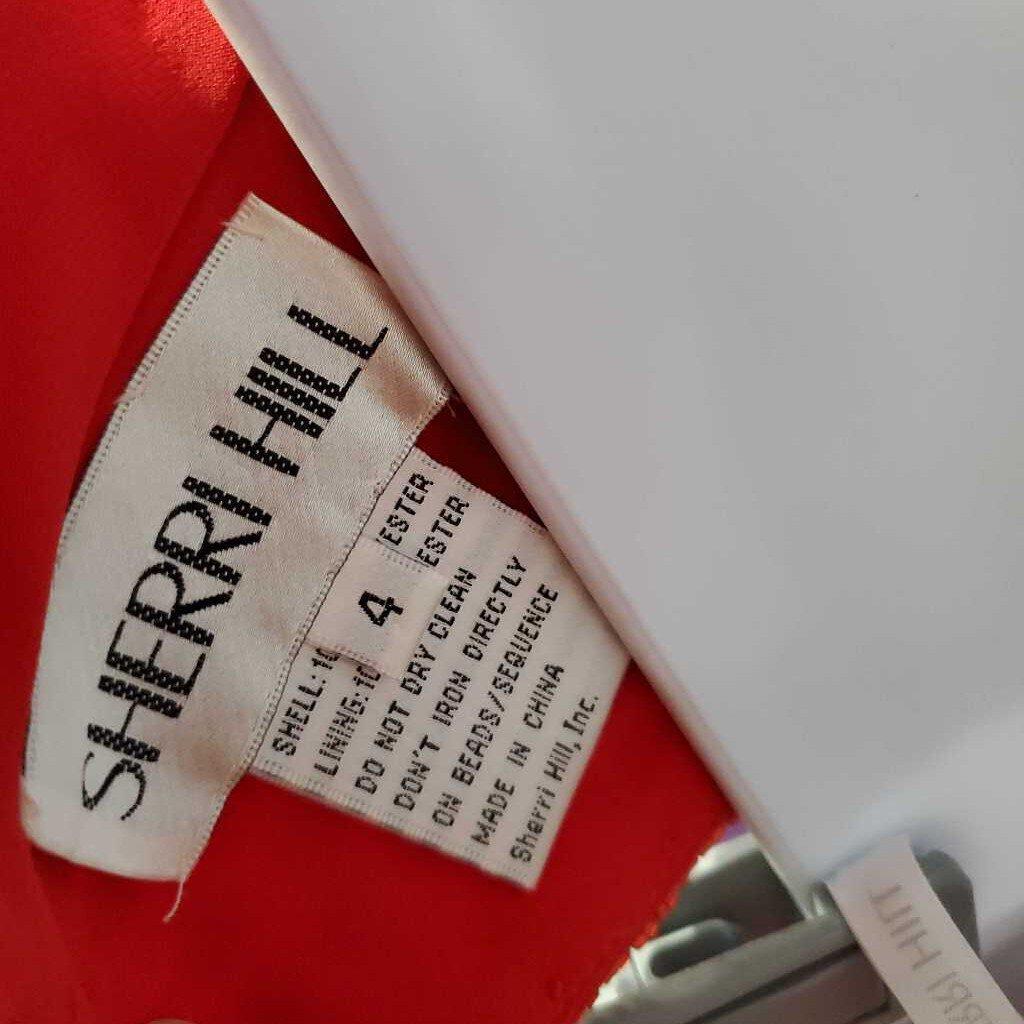 SHERRI HILL
4
SHELL: 10 ESTER
LINING: 10 ESTER
DO NOT DRY CLEAN
DON'T IRON DIRECTLY
ON BEADS/SEQUENCE
MADE IN CHINA
Sherri Hill, Inc.
RRI HILL